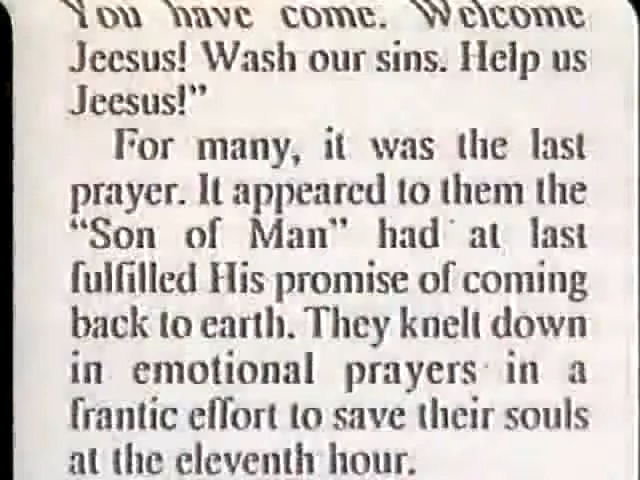 You have come. Welcome
Jeesus! Wash our sins. Help us
Jeesus!”
For many, it was the last
prayer. It appeared to them the
“Son of Man” had at last
fulfilled His promise of coming
back to earth. They knelt down
in emotional prayers in a
frantic effort to save their souls
at the eleventh hour.